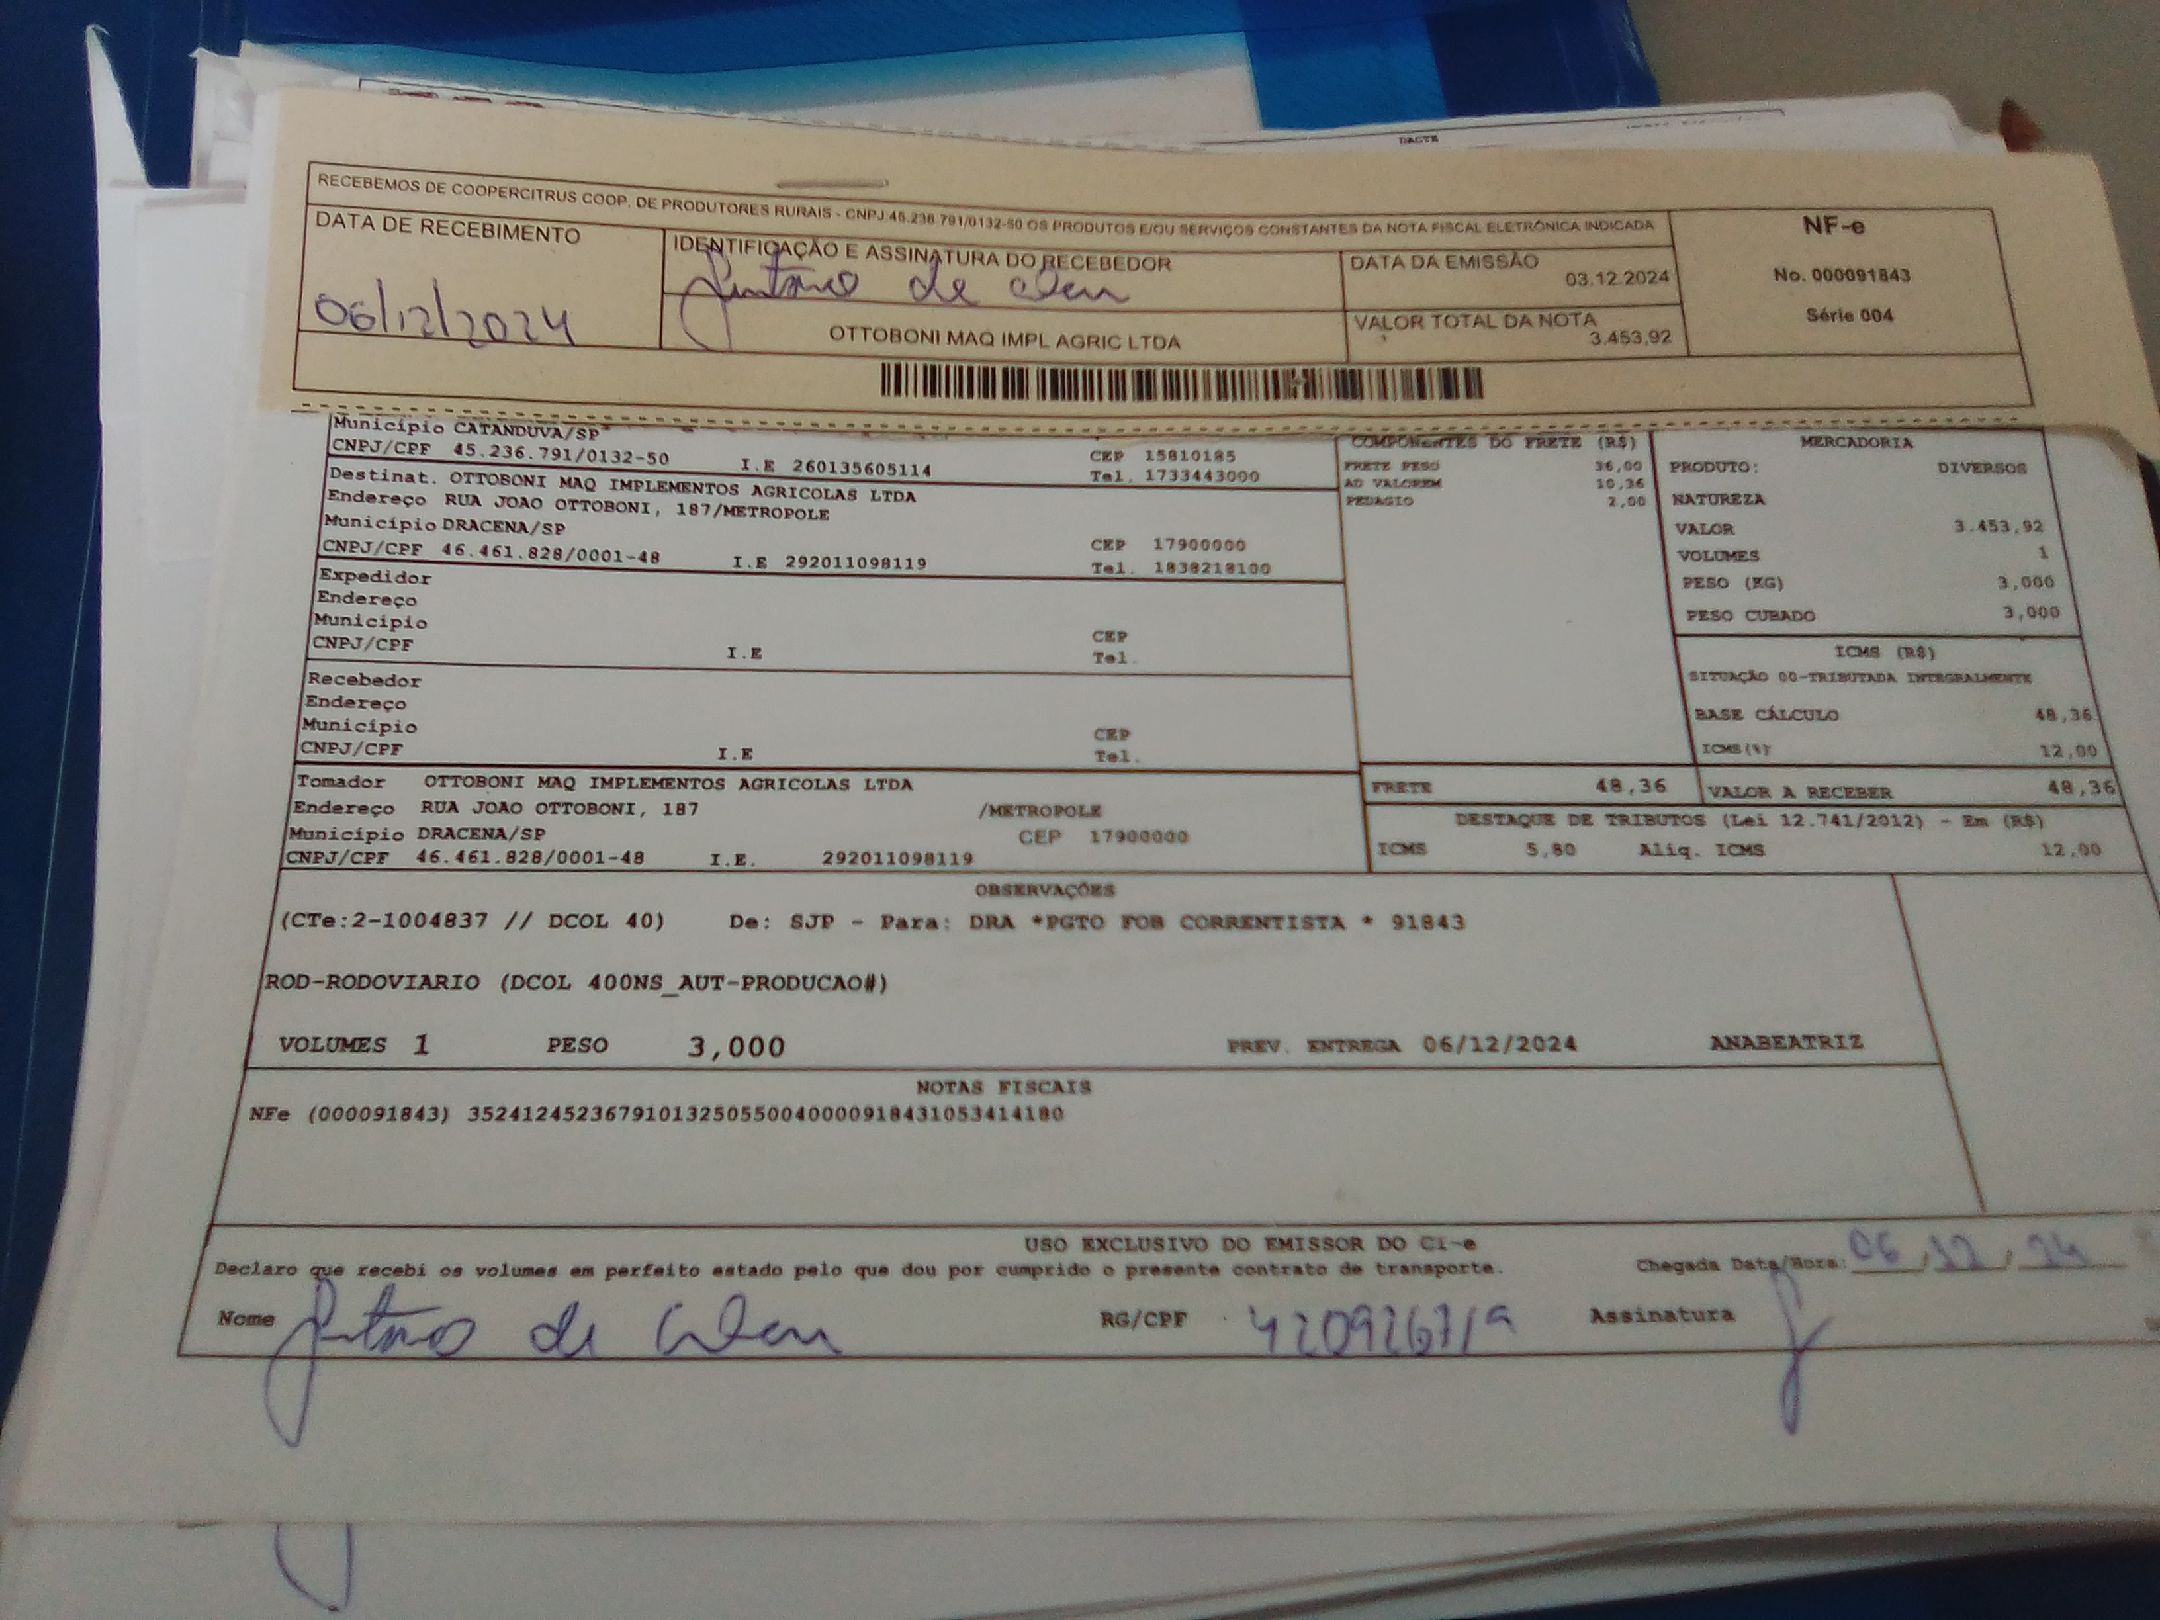 DACTE
RECEBEMOS DE COOPERCITRUS COOP. DE PRODUTORES RURAIS - CNPJ 45.236.791/0132-50 OS PRODUTOS E/OU SERVIÇOS CONSTANTES DA NOTA FISCAL ELETRÔNICA INDICADA
DATA DE RECEBIMENTO
06/12/2024
IDENTIFICAÇÃO E ASSINATURA DO RECEBEDOR
de
OTTOBONI MAQ IMPL AGRIC LTDA
DATA DA EMISSÃO
03.12.2024
VALOR TOTAL DA NOTA
3.453,92
NF-e
No. 000091843
Série 004
Município CATANDUVA/SP
CNPJ/CPF 45.236.791/0132-50 I.E 260135605114 CEP 15810185
Tel. 1733443000
Destinat. OTTOBONI MAQ IMPLEMENTOS AGRICOLAS LTDA
Endereço RUA JOAO OTTOBONI, 187/METROPOLE
Município DRACENA/SP
CNPJ/CPF 46.461.828/0001-48 I.E 292011098119 CEP 17900000
Tel. 1838218100
Expedidor
Endereço
Município
CNPJ/CPF I.E CEP
Tel.
Recebedor
Endereço
Município
CNPJ/CPF I.E CEP
Tel.
Tomador OTTOBONI MAQ IMPLEMENTOS AGRICOLAS LTDA
Endereço RUA JOAO OTTOBONI, 187 /METROPOLE
Município DRACENA/SP CEP 17900000
CNPJ/CPF 46.461.828/0001-48 I.E. 292011098119
COMPONENTES DO FRETE (R$)
FRETE PESO 36,00
AD VALOREM 10,36
PEDAGIO 2,00
MERCADORIA
PRODUTO: DIVERSOS
NATUREZA
VALOR 3.453,92
VOLUMES 1
PESO (KG) 3,000
PESO CUBADO 3,000
ICMS (R$)
SITUAÇÃO 00-TRIBUTADA INTEGRALMENTE
BASE CÁLCULO 48,36
ICMS(%) 12,00
FRETE 48,36 VALOR A RECEBER 48,36
DESTAQUE DE TRIBUTOS (Lei 12.741/2012) - Em (R$)
ICMS 5,80 Aliq. ICMS 12,00
OBSERVAÇÕES
(CTe:2-1004837 // DCOL 40) De: SJP - Para: DRA *PGTO FOB CORRENTISTA * 91843
ROD-RODOVIARIO (DCOL 400NS_AUT-PRODUCAO#)
VOLUMES 1 PESO 3,000 PREV. ENTREGA 06/12/2024 ANABEATRIZ
NOTAS FISCAIS
NFe (000091843) 35241245236791013250550040000918431053414180
USO EXCLUSIVO DO EMISSOR DO CT-e
Declaro que recebi os volumes em perfeito estado pelo que dou por cumprido o presente contrato de transporte. Chegada Data/Hora: 06/12/24
Nome de RG/CPF Assinatura